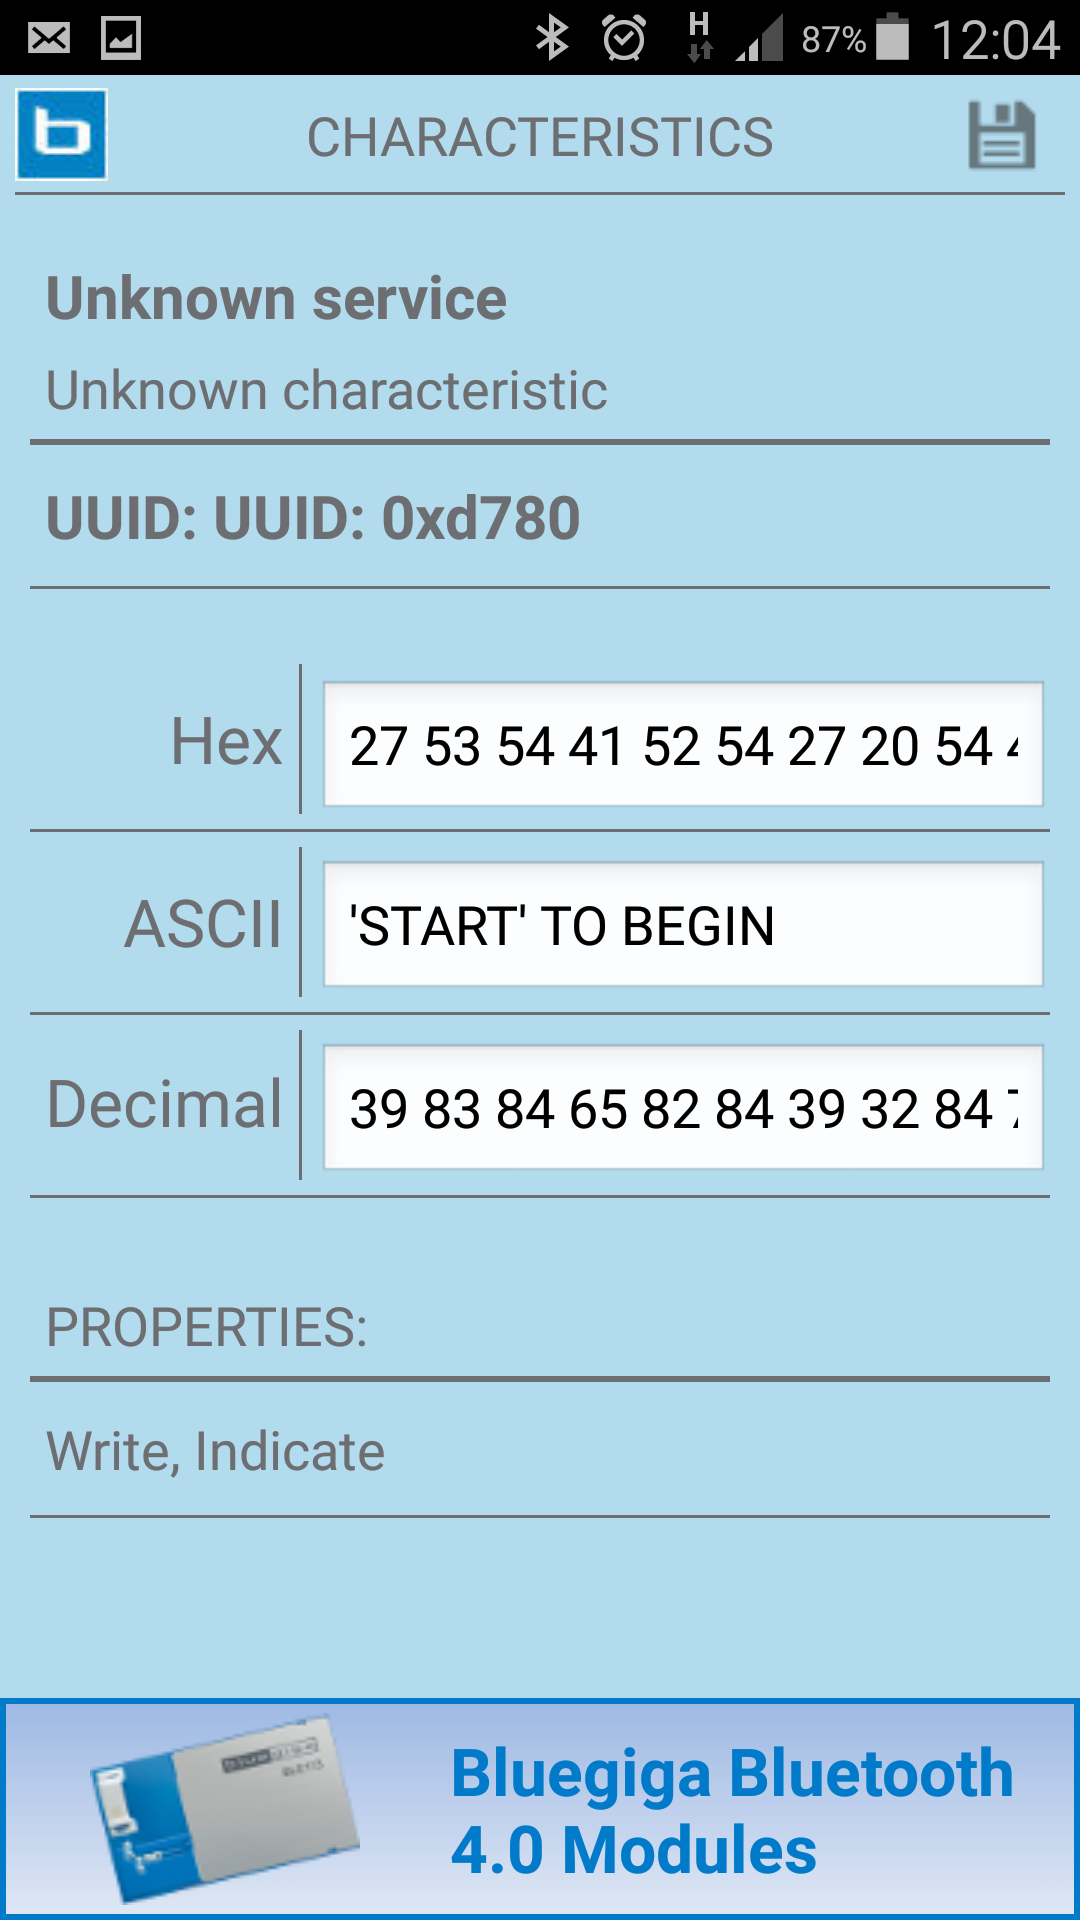 H 87% 12:04
b CHARACTERISTICS
Unknown service
Unknown characteristic
UUID: UUID: 0xd780
Hex 27 53 54 41 52 54 27 20 54
ASCII 'START' TO BEGIN
Decimal 39 83 84 65 82 84 39 32 84
PROPERTIES:
Write, Indicate
Bluegiga Bluetooth
4.0 Modules